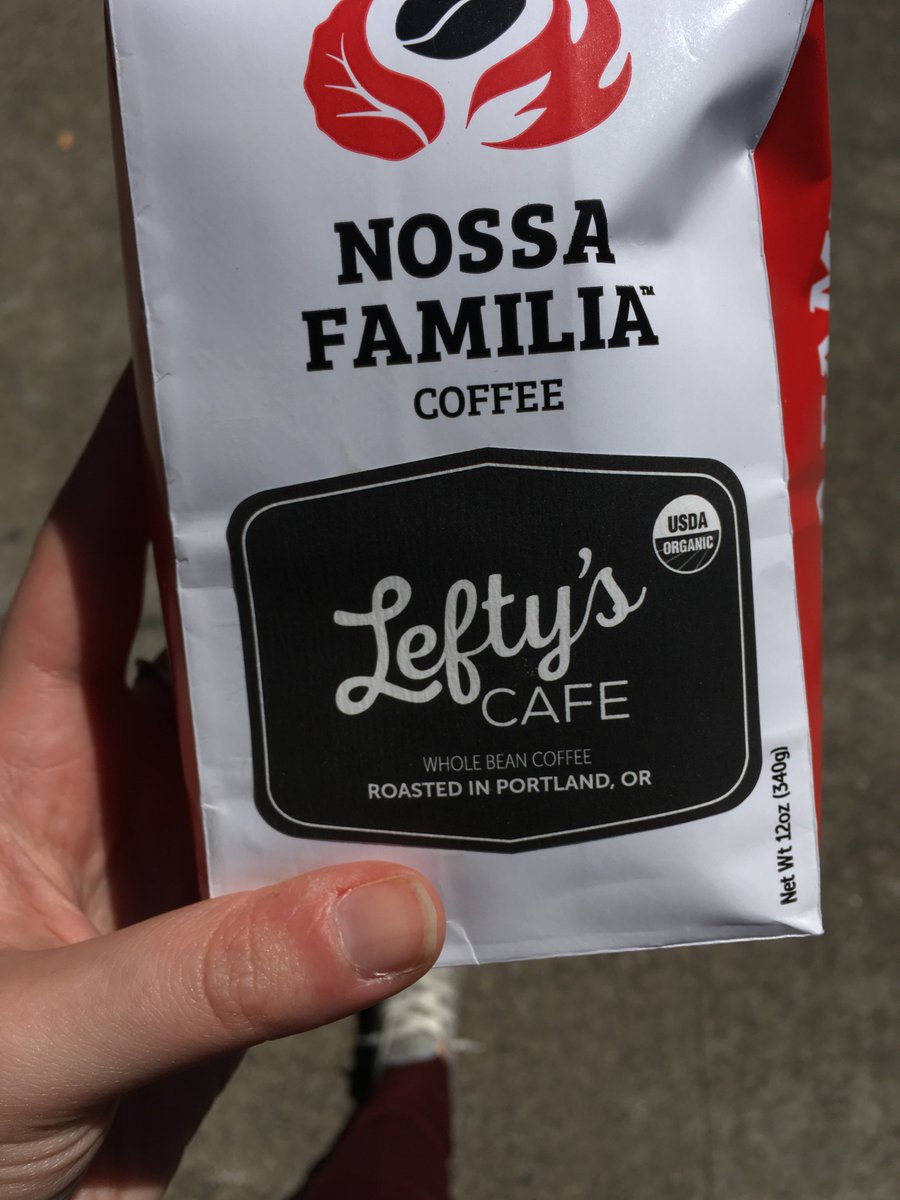 NOSSA
FAMILIA™
COFFEE
USDA
ORGANIC
Lefty's
CAFE
WHOLE BEAN COFFEE
ROASTED IN PORTLAND, OR
Net Wt 12oz (340g)